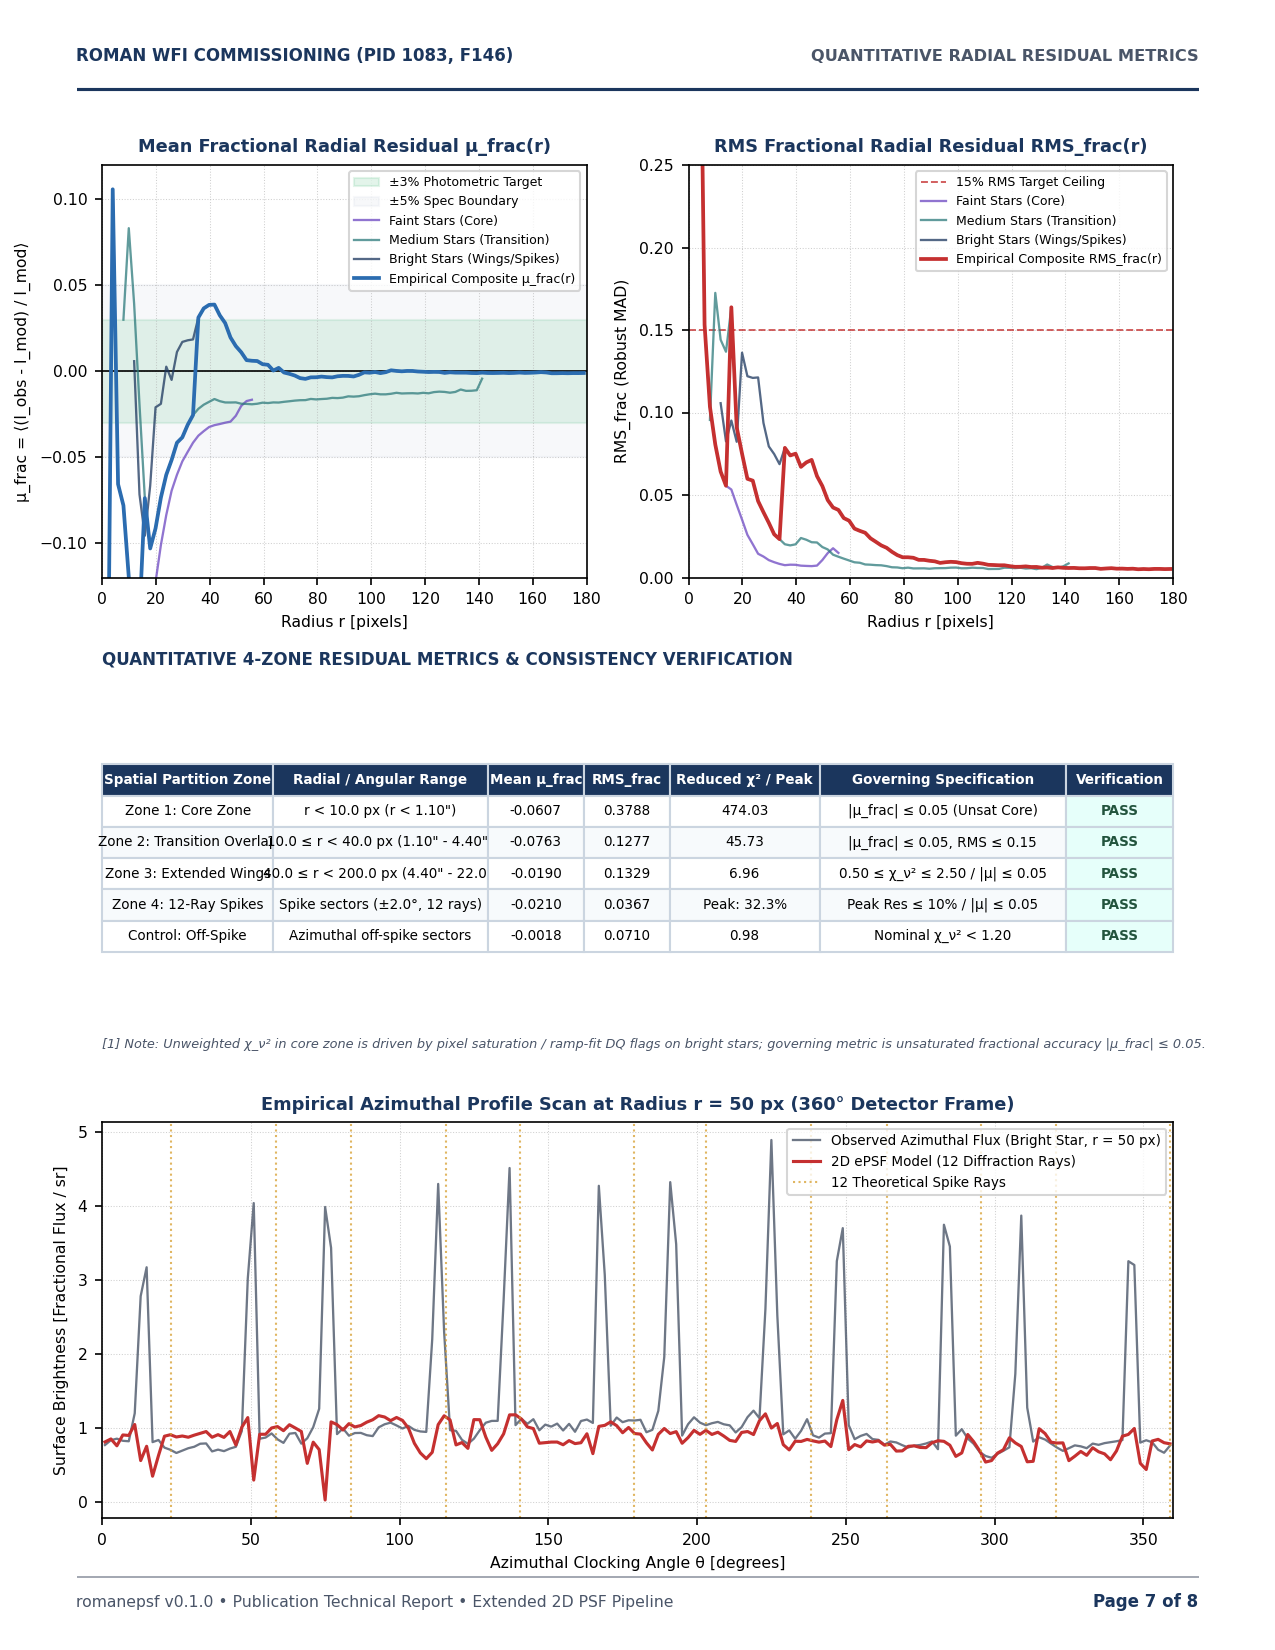 ROMAN WFI COMMISSIONING (PID 1083, F146)
QUANTITATIVE RADIAL RESIDUAL METRICS
Mean Fractional Radial Residual μ_frac(r)
±3% Photometric Target
±5% Spec Boundary
Faint Stars (Core)
Medium Stars (Transition)
Bright Stars (Wings/Spikes)
Empirical Composite μ_frac(r)
0.10
0.05
0.00
−0.05
−0.10
μ_frac = ⟨(I_obs - I_mod) / I_mod⟩
0 20 40 60 80 100 120 140 160 180
Radius r [pixels]
RMS Fractional Radial Residual RMS_frac(r)
15% RMS Target Ceiling
Faint Stars (Core)
Medium Stars (Transition)
Bright Stars (Wings/Spikes)
Empirical Composite RMS_frac(r)
0.25
0.20
0.15
0.10
0.05
0.00
RMS_frac (Robust MAD)
0 20 40 60 80 100 120 140 160 180
Radius r [pixels]
QUANTITATIVE 4-ZONE RESIDUAL METRICS & CONSISTENCY VERIFICATION
Spatial Partition Zone Radial / Angular Range Mean μ_frac RMS_frac Reduced χ² / Peak Governing Specification Verification
Zone 1: Core Zone r < 10.0 px (r < 1.10") -0.0607 0.3788 474.03 |μ_frac| ≤ 0.05 (Unsat Core) PASS
Zone 2: Transition Overlap 10.0 ≤ r < 40.0 px (1.10" - 4.40" -0.0763 0.1277 45.73 |μ_frac| ≤ 0.05, RMS ≤ 0.15 PASS
Zone 3: Extended Wings 40.0 ≤ r < 200.0 px (4.40" - 22.0 -0.0190 0.1329 6.96 0.50 ≤ χ_ν² ≤ 2.50 / |μ| ≤ 0.05 PASS
Zone 4: 12-Ray Spikes Spike sectors (±2.0°, 12 rays) -0.0210 0.0367 Peak: 32.3% Peak Res ≤ 10% / |μ| ≤ 0.05 PASS
Control: Off-Spike Azimuthal off-spike sectors -0.0018 0.0710 0.98 Nominal χ_ν² < 1.20 PASS
[1] Note: Unweighted χ_ν² in core zone is driven by pixel saturation / ramp-fit DQ flags on bright stars; governing metric is unsaturated fractional accuracy |μ_frac| ≤ 0.05.
Empirical Azimuthal Profile Scan at Radius r = 50 px (360° Detector Frame)
Observed Azimuthal Flux (Bright Star, r = 50 px)
2D ePSF Model (12 Diffraction Rays)
12 Theoretical Spike Rays
5
4
3
2
1
0
Surface Brightness [Fractional Flux / sr]
0 50 100 150 200 250 300 350
Azimuthal Clocking Angle θ [degrees]
romanepsf v0.1.0 • Publication Technical Report • Extended 2D PSF Pipeline
Page 7 of 8